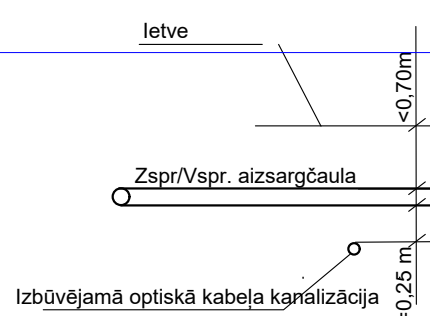 Ietve
<0,70m
Zspr/Vspr. aizsargčaula
Izbūvējamā optiskā kabeļa kanalizācija
=0,25 m